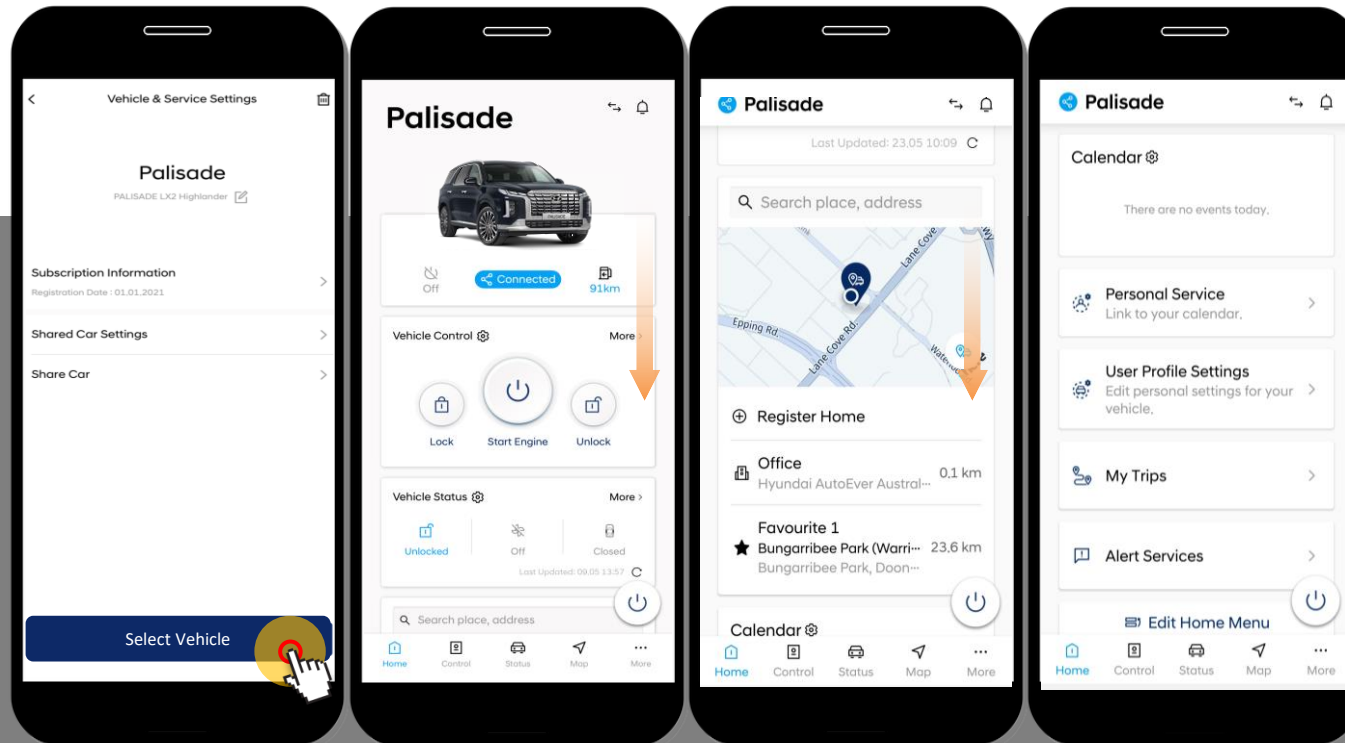 Vehicle & Service Settings
Palisade
PALISADE LX2 Highlander
Subscription Information
Registration Date : 01.01.2021
Shared Car Settings
Share Car
Select Vehicle
Palisade
Off
Connected
91km
Vehicle Control
More
Lock
Start Engine
Unlock
Vehicle Status
More
Unlocked
Off
Closed
Last Updated: 09.05 13:57
Search place, address
Home
Control
Status
Map
More
Palisade
Last Updated: 23.05 10:09
Search place, address
Lane Cove
Wy
Epping Rd.
Lane Cove Rd.
Register Home
Office
Hyundai AutoEver Austral···
0.1 km
Favourite 1
Bungarribee Park (Warri···
23.6 km
Bungarribee Park, Doon···
Calendar
Home
Control
Status
Map
More
Palisade
Calendar
There are no events today.
Personal Service
Link to your calendar.
User Profile Settings
Edit personal settings for your
vehicle.
My Trips
Alert Services
Edit Home Menu
Home
Control
Status
Map
More